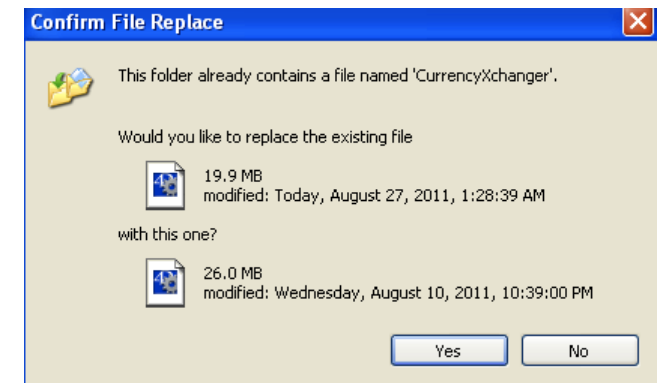 Confirm File Replace
This folder already contains a file named 'CurrencyXchanger'.
Would you like to replace the existing file
19.9 MB
modified: Today, August 27, 2011, 1:28:39 AM
with this one?
26.0 MB
modified: Wednesday, August 10, 2011, 10:39:00 PM
Yes No